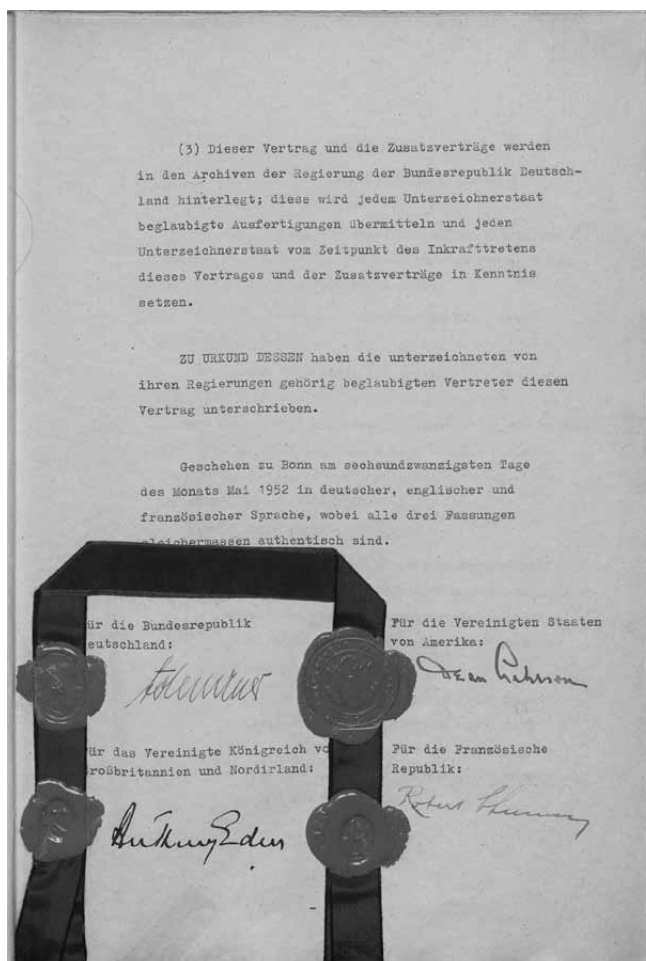 (3) Dieser Vertrag und die Zusatzverträge werden
in den Archiven der Regierung der Bundesrepublik Deutsch-
land hinterlegt; diese wird jedem Unterzeichnerstaat
beglaubigte Ausfertigungen übermitteln und jeden
Unterzeichnerstaat vom Zeitpunkt des Inkrafttretens
dieses Vertrages und der Zusatzverträge in Kenntnis
setzen.
ZU URKUND DESSEN haben die unterzeichneten von
ihren Regierungen gehörig beglaubigten Vertreter diesen
Vertrag unterschrieben.
Geschehen zu Bonn am sechsundzwanzigsten Tage
des Monats Mai 1952 in deutscher, englischer und
französischer Sprache, wobei alle drei Fassungen
gleichermassen authentisch sind.
ür die Bundesrepublik
eutschland:
Für die Vereinigten Staaten
von Amerika:
Adenauer
Dean Acheson
ür das Vereinigte Königreich vo
roßbritannien und Nordirland:
Für die Französische
Republik:
Anthony Eden
Robert Schuman